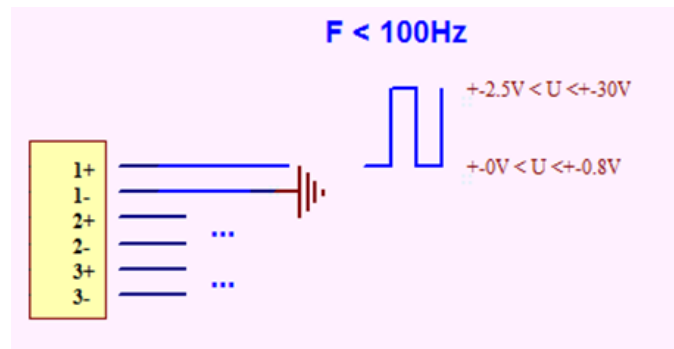 F < 100Hz
+-2.5V < U <+-30V
+-0V < U <+-0.8V
1+
1-
2+
...
2-
3+
...
3-